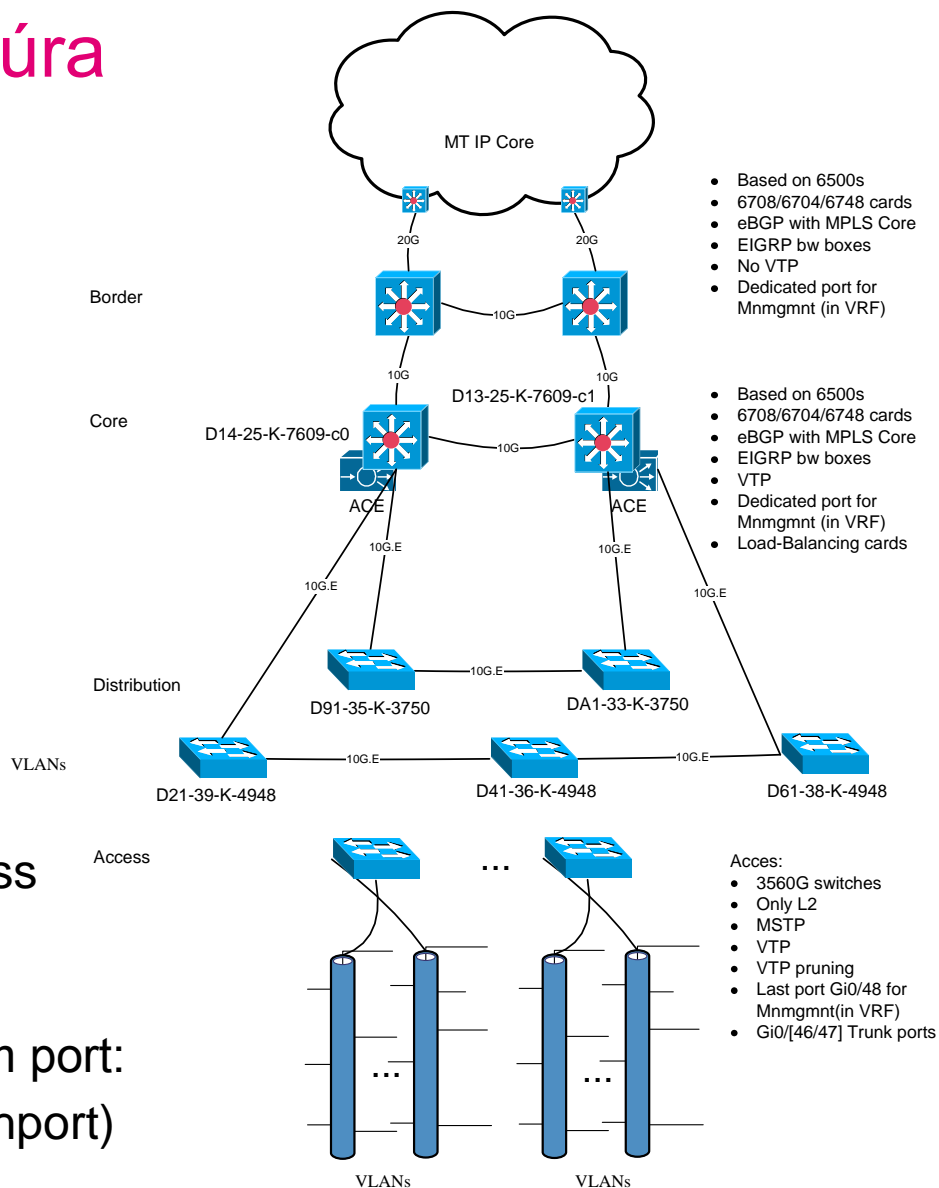 úra
MT IP Core
20G
20G
● Based on 6500s
● 6708/6704/6748 cards
● eBGP with MPLS Core
● EIGRP bw boxes
● No VTP
● Dedicated port for
Mnmgmnt (in VRF)
Border
10G
10G
10G
Core
D14-25-K-7609-c0
D13-25-K-7609-c1
10G
ACE
ACE
● Based on 6500s
● 6708/6704/6748 cards
● eBGP with MPLS Core
● EIGRP bw boxes
● VTP
● Dedicated port for
Mnmgmnt (in VRF)
● Load-Balancing cards
10G.E
10G.E
10G.E
10G.E
Distribution
10G.E
D91-35-K-3750
DA1-33-K-3750
VLANs
10G.E
10G.E
D21-39-K-4948
D41-36-K-4948
D61-38-K-4948
ss
Access
...
Acces:
● 3560G switches
● Only L2
● MSTP
● VTP
● VTP pruning
● Last port Gi0/48 for
Mnmgmnt(in VRF)
● Gi0/[46/47] Trunk ports
port:
nport)
...
...
VLANs
VLANs